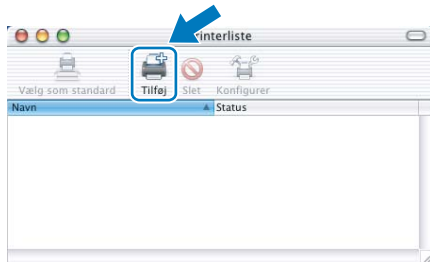 Printerliste
Vælg som standard Tilføj Slet Konfigurer
Navn Status